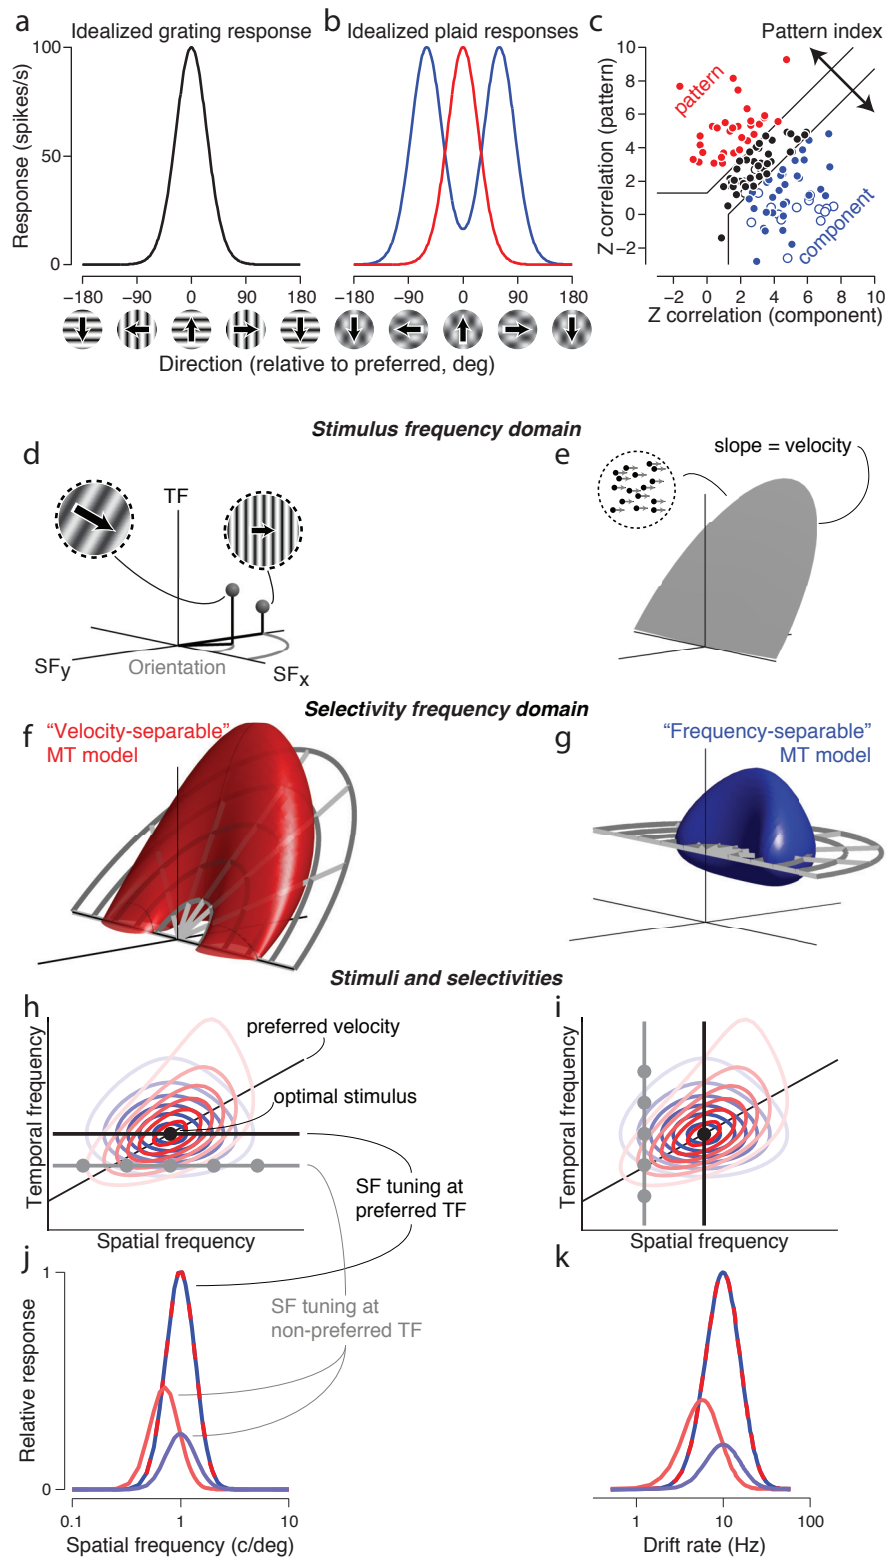 a
Idealized grating response
b
Idealized plaid responses
c
Pattern index
Response (spikes/s)
100
50
0
−180
−90
0
90
180
−180
−90
0
90
180
Direction (relative to preferred, deg)
Z correlation (pattern)
10
8
6
4
2
0
−2
pattern
component
−2
0
2
4
6
8
10
Z correlation (component)
Stimulus frequency domain
d
TF
SFy
Orientation
SFx
e
slope = velocity
Selectivity frequency domain
f
“Velocity-separable”
MT model
g
“Frequency-separable”
MT model
Stimuli and selectivities
h
Temporal frequency
preferred velocity
optimal stimulus
SF tuning at
preferred TF
Spatial frequency
i
Temporal frequency
Spatial frequency
j
Relative response
1
0
SF tuning at
non-preferred TF
0.1
1
10
Spatial frequency (c/deg)
k
1
10
100
Drift rate (Hz)